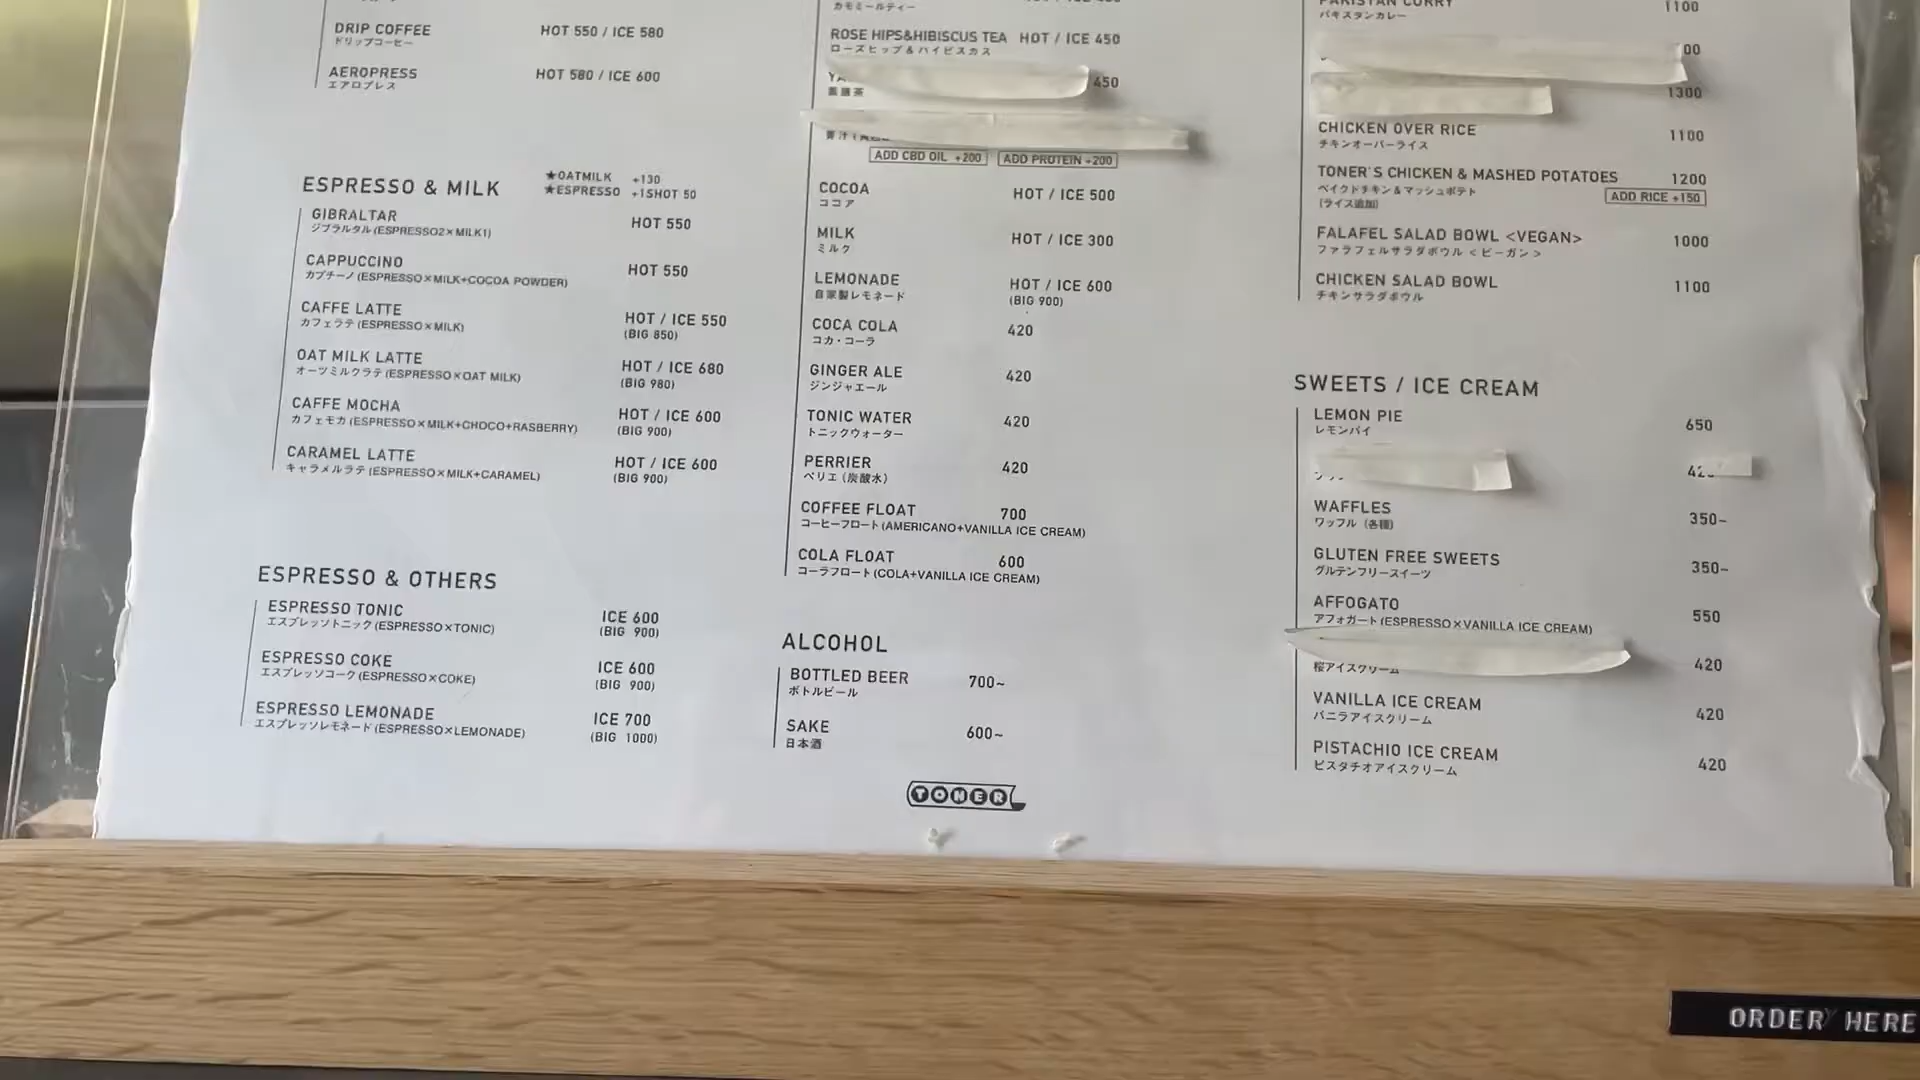 DRIP COFFEE HOT 550 / ICE 580
ドリップコーヒー
AEROPRESS HOT 580 / ICE 600
エアロプレス
ESPRESSO & MILK
★OATMILK +130
★ESPRESSO +1SHOT 50
GIBRALTAR HOT 550
ジブラルタル (ESPRESSO2×MILK1)
CAPPUCCINO HOT 550
カプチーノ (ESPRESSO×MILK+COCOA POWDER)
CAFFE LATTE HOT / ICE 550
カフェラテ (ESPRESSO×MILK) (BIG 850)
OAT MILK LATTE HOT / ICE 680
オーツミルクラテ (ESPRESSO×OAT MILK) (BIG 980)
CAFFE MOCHA HOT / ICE 600
カフェモカ (ESPRESSO×MILK+CHOCO+RASBERRY) (BIG 900)
CARAMEL LATTE HOT / ICE 600
キャラメルラテ (ESPRESSO×MILK+CARAMEL) (BIG 900)
ESPRESSO & OTHERS
ESPRESSO TONIC ICE 600
エスプレッソトニック (ESPRESSO×TONIC) (BIG 900)
ESPRESSO COKE ICE 600
エスプレッソコーク (ESPRESSO×COKE) (BIG 900)
ESPRESSO LEMONADE ICE 700
エスプレッソレモネード (ESPRESSO×LEMONADE) (BIG 1000)
カモミールティー
ROSE HIPS&HIBISCUS TEA HOT / ICE 450
ローズヒップ&ハイビスカス
450
青汁
ADD CBD OIL +200 ADD PROTEIN +200
COCOA HOT / ICE 500
ココア
MILK HOT / ICE 300
ミルク
LEMONADE HOT / ICE 600
自家製レモネード (BIG 900)
COCA COLA 420
コカ・コーラ
GINGER ALE 420
ジンジャエール
TONIC WATER 420
トニックウォーター
PERRIER 420
ペリエ (炭酸水)
COFFEE FLOAT 700
コーヒーフロート (AMERICANO+VANILLA ICE CREAM)
COLA FLOAT 600
コーラフロート (COLA+VANILLA ICE CREAM)
ALCOHOL
BOTTLED BEER 700~
ボトルビール
SAKE 600~
日本酒
TONER
PAKISTAN CURRY 1100
パキスタンカレー
00
1300
CHICKEN OVER RICE 1100
チキンオーバーライス
TONER'S CHICKEN & MASHED POTATOES 1200
ベイクドチキン&マッシュポテト
(ライス追加) ADD RICE +150
FALAFEL SALAD BOWL <VEGAN> 1000
ファラフェルサラダボウル <ビーガン>
CHICKEN SALAD BOWL 1100
チキンサラダボウル
SWEETS / ICE CREAM
LEMON PIE 650
レモンパイ
WAFFLES 350~
ワッフル (各種)
GLUTEN FREE SWEETS 350~
グルテンフリースイーツ
AFFOGATO 550
アフォガート (ESPRESSO×VANILLA ICE CREAM)
420
桜アイスクリーム
VANILLA ICE CREAM 420
バニラアイスクリーム
PISTACHIO ICE CREAM 420
ピスタチオアイスクリーム
ORDER HERE